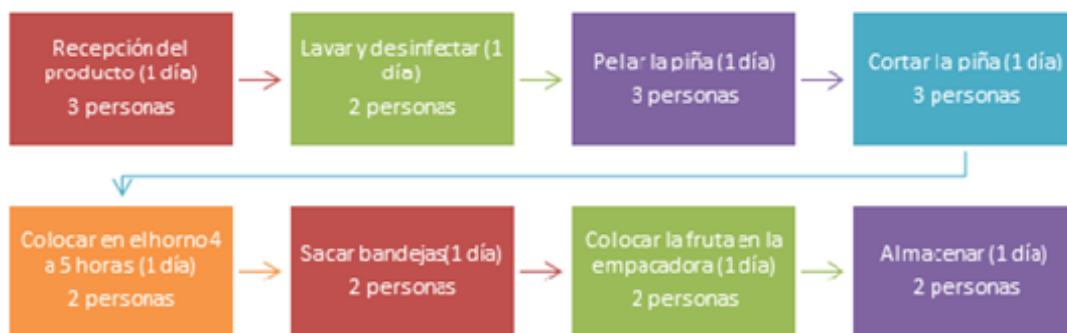 Recepción del
producto (1 día)
3 personas
Lavar y desinfectar (1
día)
2 personas
Pelar la piña (1 día)
3 personas
Cortar la piña (1 día)
3 personas
Colocar en el horno 4
a 5 horas (1 día)
2 personas
Sacar bandejas(1 día)
2 personas
Colocar la fruta en la
empacadora (1 día)
2 personas
Almacenar (1 día)
2 personas